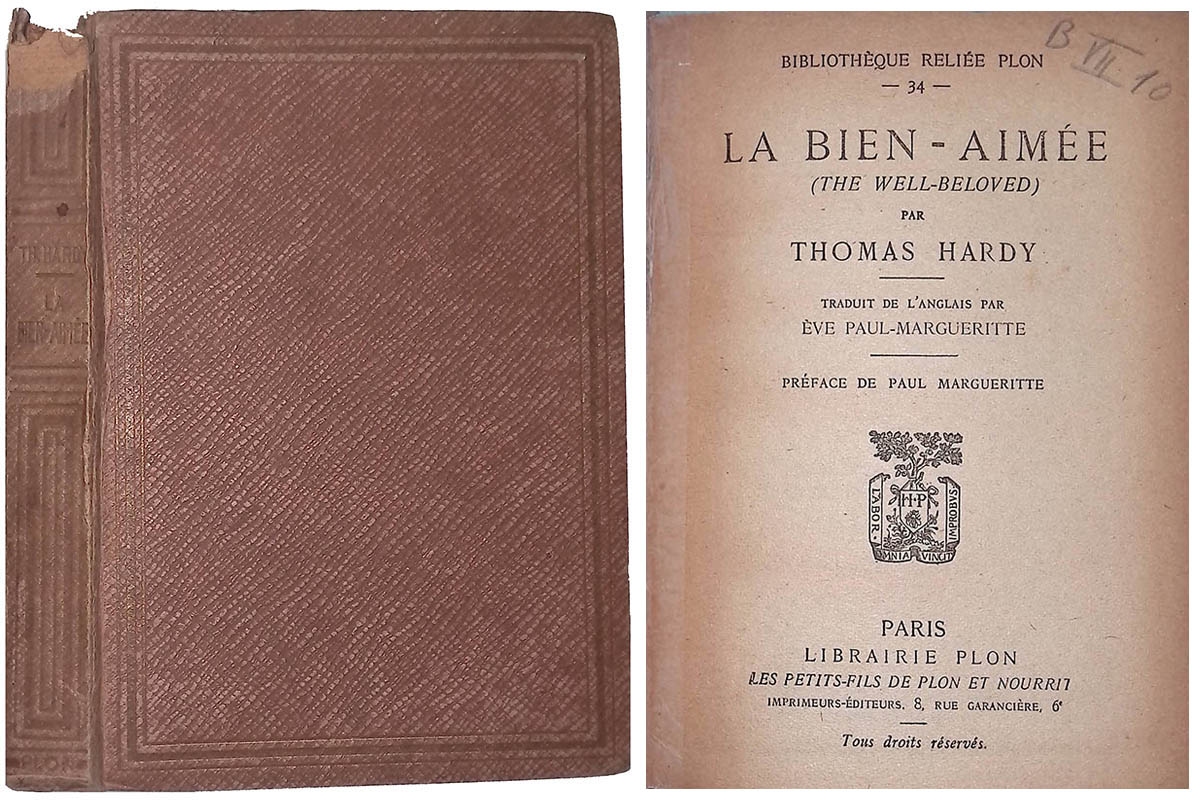 TH. HARDY
LA
BIEN-AIMÉE
PLON
B VII-10
BIBLIOTHÈQUE RELIÉE PLON
— 34 —
LA BIEN-AIMÉE
(THE WELL-BELOVED)
PAR
THOMAS HARDY
TRADUIT DE L'ANGLAIS PAR
ÈVE PAUL-MARGUERITTE
PRÉFACE DE PAUL MARGUERITTE
H·P
LABOR·
OMNIA VINCIT
IMPROBVS
PARIS
LIBRAIRIE PLON
LES PETITS-FILS DE PLON ET NOURRIT
IMPRIMEURS-ÉDITEURS, 8, RUE GARANCIÈRE, 6e
Tous droits réservés.